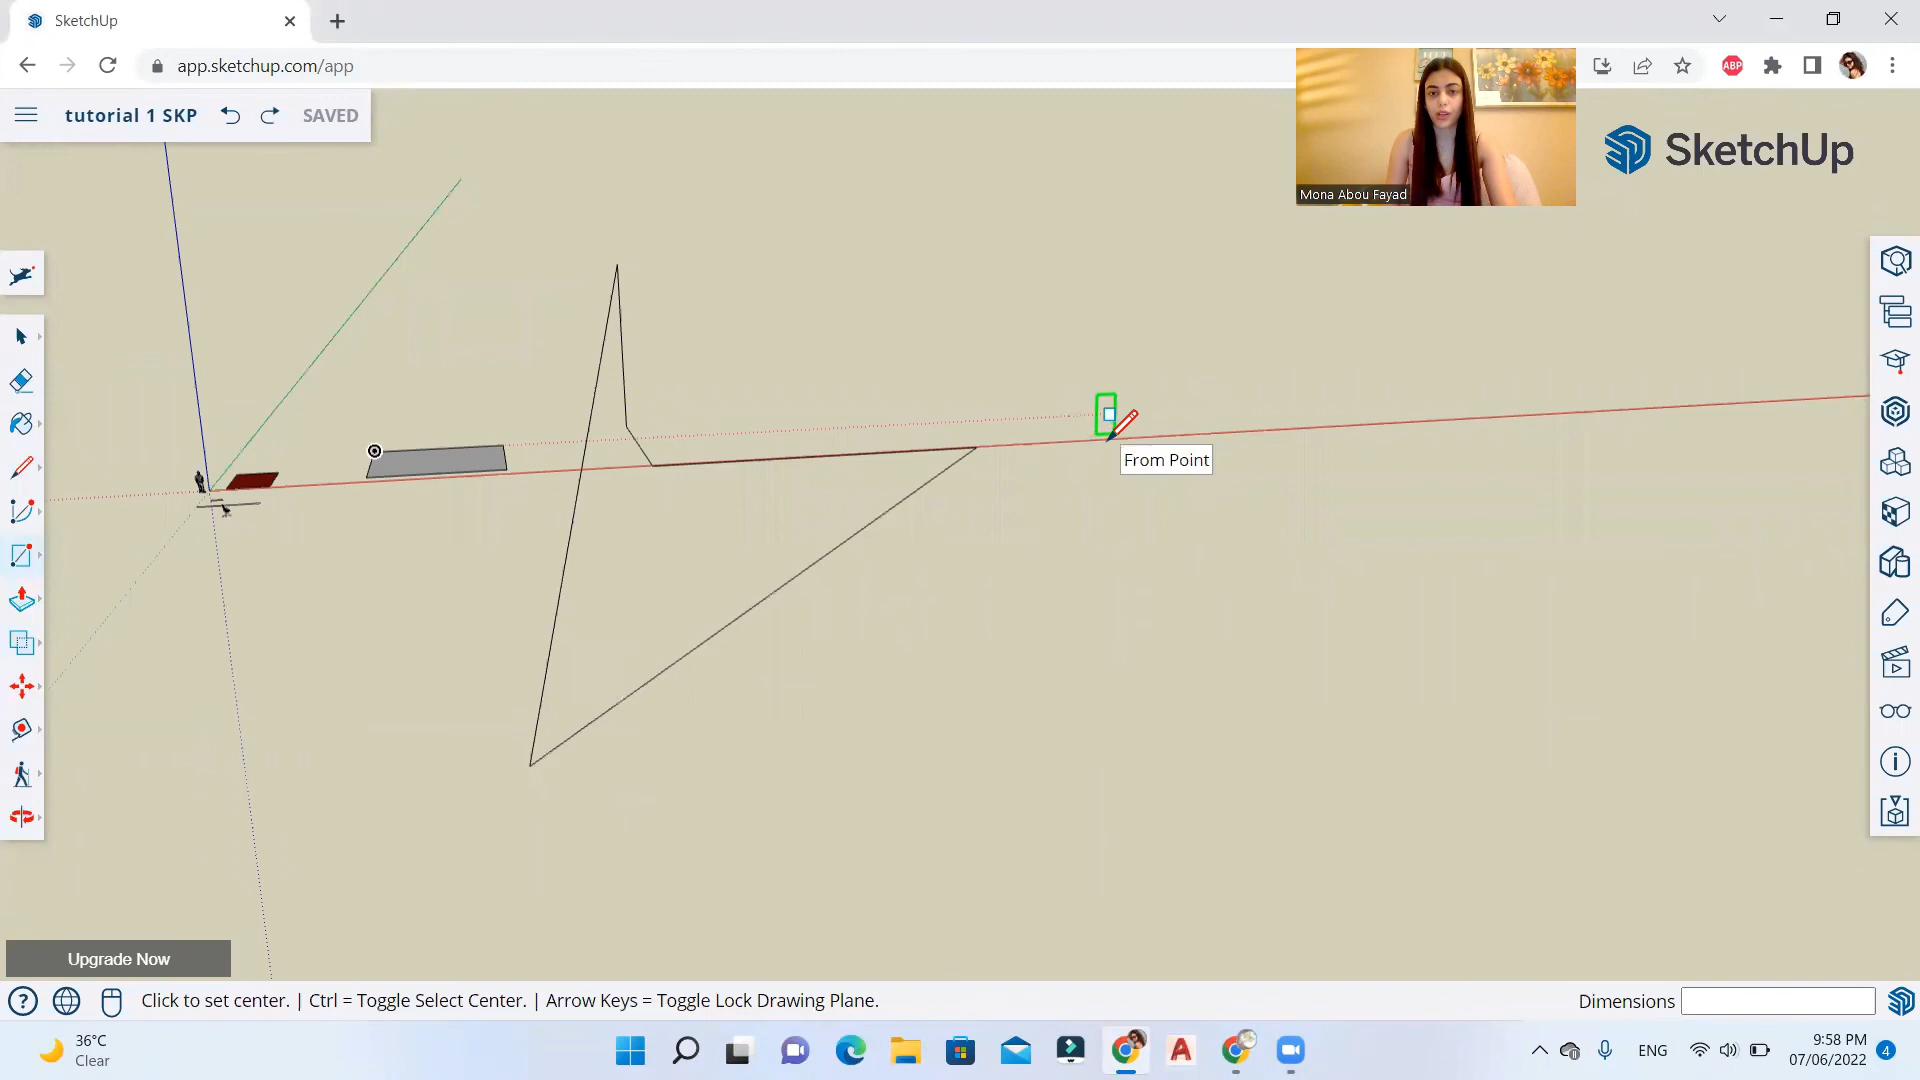 SketchUp
app.sketchup.com/app
ABP
tutorial 1 SKP
SAVED
Mona Abou Fayad
SketchUp
From Point
Upgrade Now
Click to set center. | Ctrl = Toggle Select Center. | Arrow Keys = Toggle Lock Drawing Plane.
Dimensions
36°C
Clear
ENG
9:58 PM
07/06/2022
4